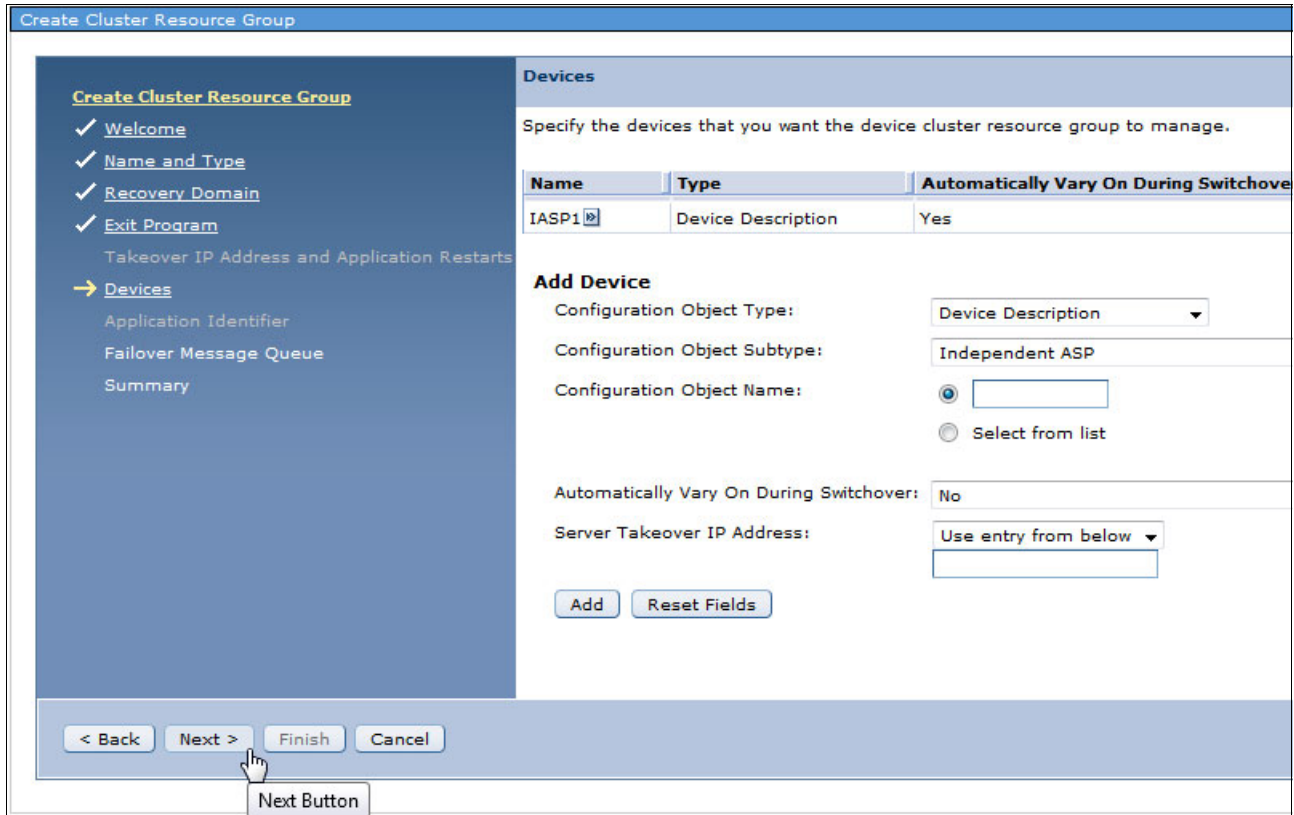 Create Cluster Resource Group
Create Cluster Resource Group
Welcome
Name and Type
Recovery Domain
Exit Program
Takeover IP Address and Application Restarts
Devices
Application Identifier
Failover Message Queue
Summary
Devices
Specify the devices that you want the device cluster resource group to manage.
Name Type Automatically Vary On During Switchove
IASP1 Device Description Yes
Add Device
Configuration Object Type: Device Description
Configuration Object Subtype: Independent ASP
Configuration Object Name:
Select from list
Automatically Vary On During Switchover: No
Server Takeover IP Address: Use entry from below
Add Reset Fields
< Back Next > Finish Cancel
Next Button